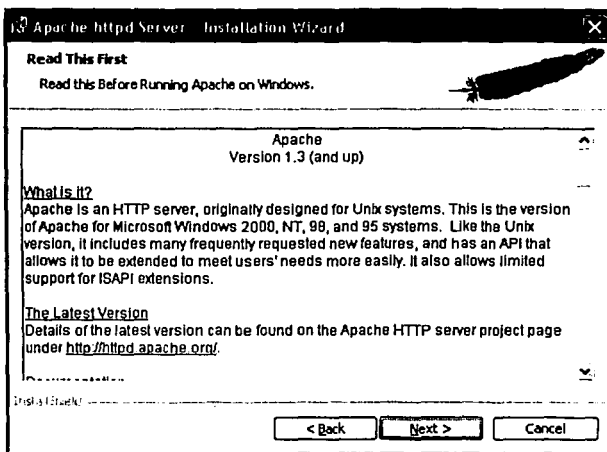 Apache httpd Server - Installation Wizard
Read This First
Read this Before Running Apache on Windows.
Apache
Version 1.3 (and up)
What is it?
Apache is an HTTP server, originally designed for Unix systems. This is the version
of Apache for Microsoft Windows 2000, NT, 98, and 95 systems. Like the Unix
version, it includes many frequently requested new features, and has an API that
allows it to be extended to meet users' needs more easily. It also allows limited
support for ISAPI extensions.
The Latest Version
Details of the latest version can be found on the Apache HTTP server project page
under http://httpd.apache.org/.
InstallShield
< Back
Next >
Cancel